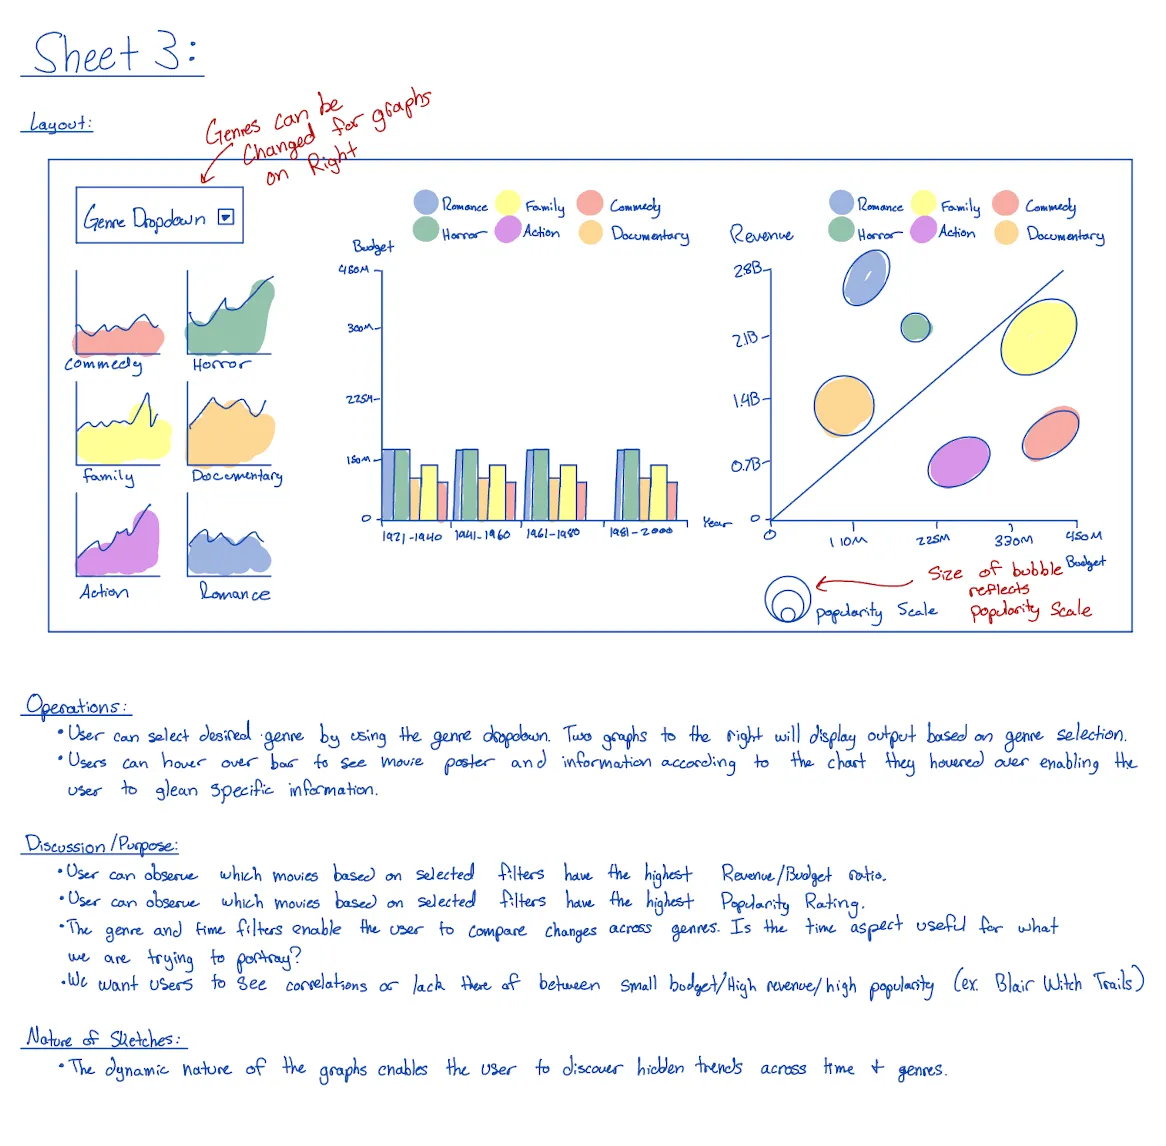 Sheet 3:
Layout:
Genres can be
Changed for graphs
on Right
Genre Dropdown
Commedy
Horror
Family
Documentary
Action
Romance
Romance Family Commedy
Horror Action Documentary
Budget
450M
300M
225M
150M
0
1921-1940 1941-1960 1961-1980 1981-2000
Year
Romance Family Commedy
Horror Action Documentary
Revenue
2.8B
2.1B
1.4B
0.7B
0
0 110M 225M 330M 450M
Budget
Size of bubble
reflects
popularity Scale
popularity Scale
Operations:
• User can select desired genre by using the genre dropdown. Two graphs to the right will display output based on genre selection.
• Users can hover over bar to see movie poster and information according to the chart they hovered over enabling the
user to glean specific information.
Discussion/Purpose:
• User can observe which movies based on selected filters have the highest Revenue/Budget ratio.
• User can observe which movies based on selected filters have the highest Popularity Rating.
• The genre and time filters enable the user to compare changes across genres. Is the time aspect useful for what
we are trying to portray?
• We want users to see correlations or lack there of between small budget/High revenue/high popularity (ex. Blair Witch Trails)
Nature of Sketches:
• The dynamic nature of the graphs enables the user to discover hidden trends across time + genres.